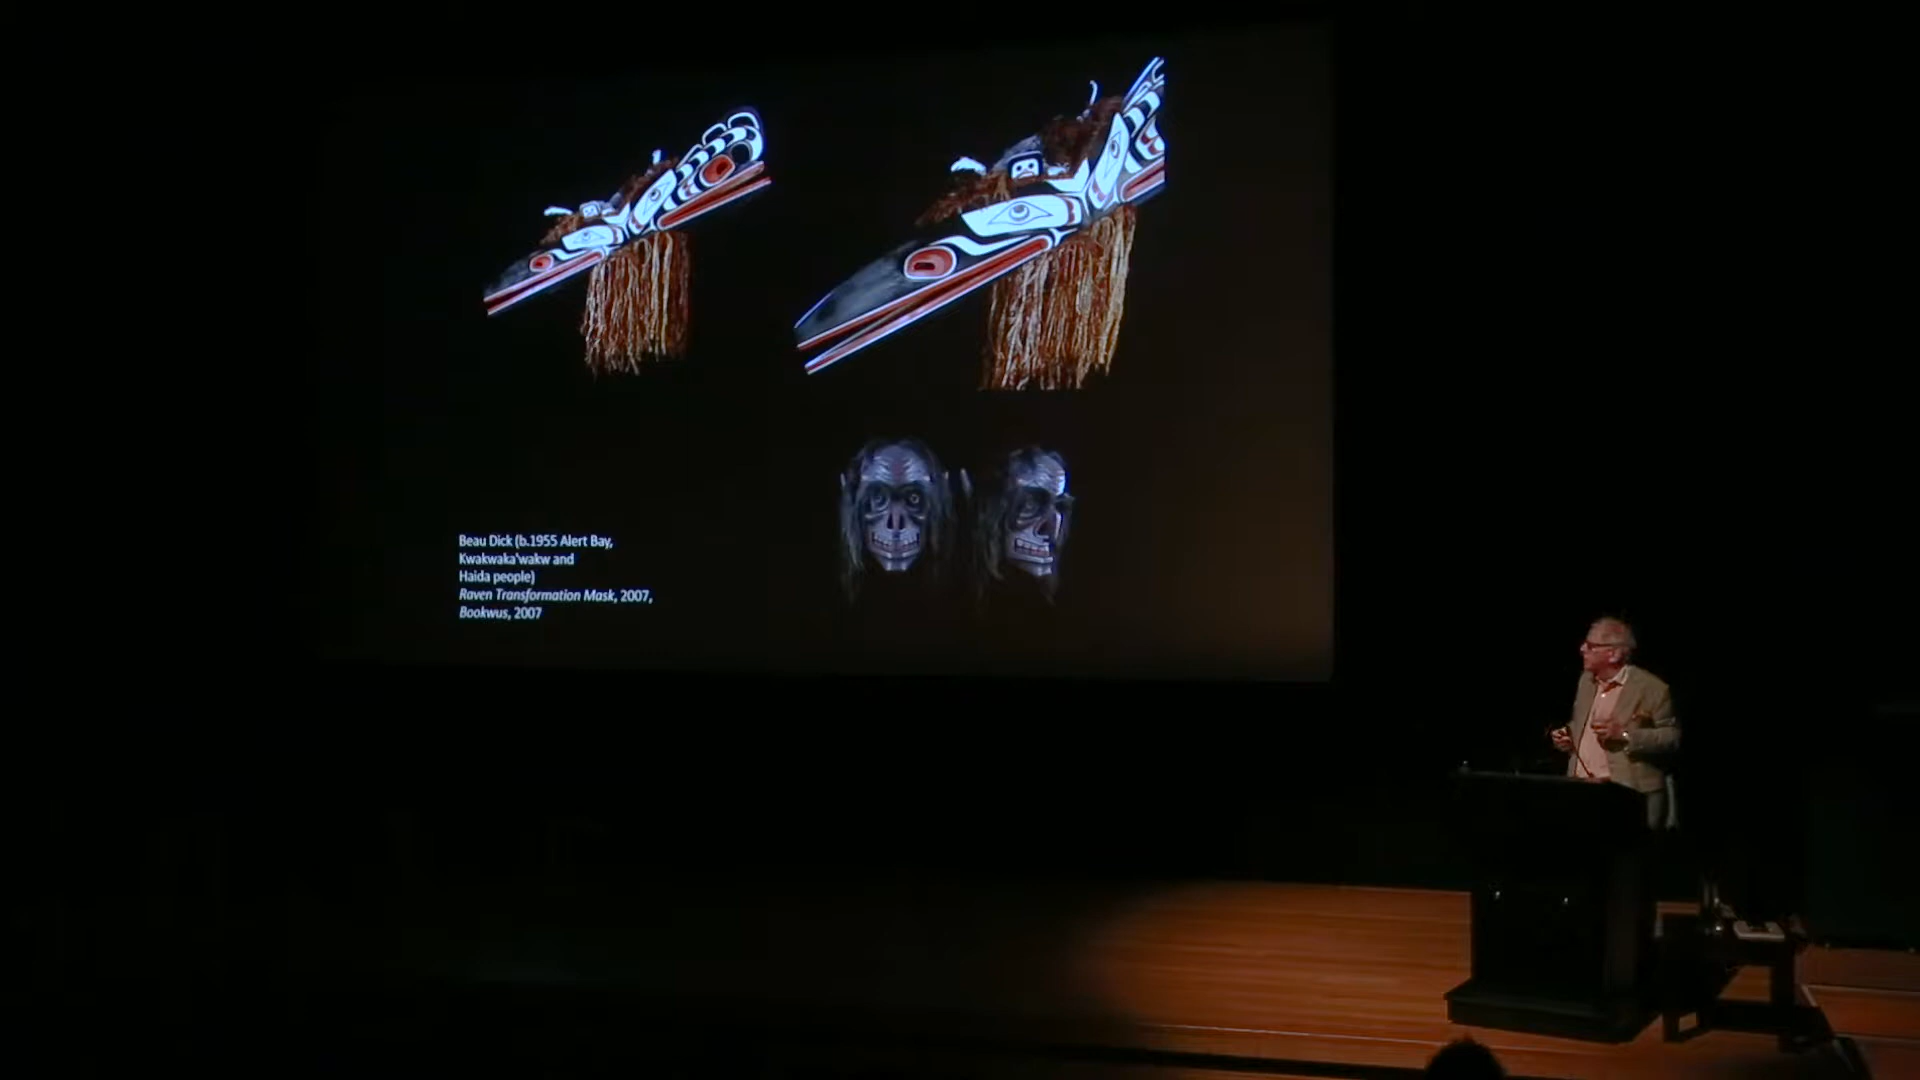 Beau Dick (b.1955 Alert Bay,
Kwakwaka'wakw and
Haida people)
Raven Transformation Mask, 2007,
Bookwus, 2007